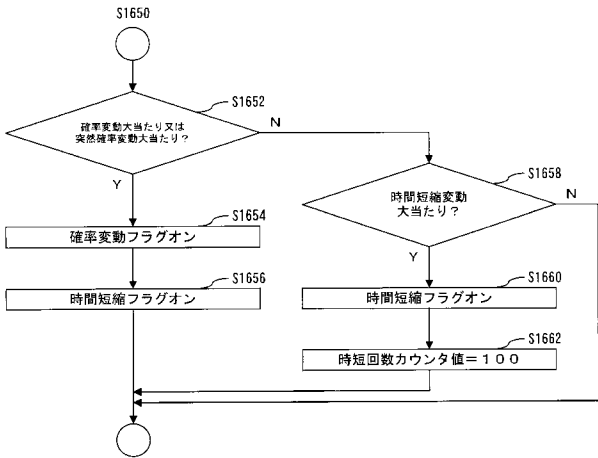 S1650
S1652
確率変動大当たり又は
突然確率変動大当たり？
N
Y
S1658
時間短縮変動
大当たり？
N
Y
S1654
確率変動フラグオン
S1656
時間短縮フラグオン
S1660
時間短縮フラグオン
S1662
時短回数カウンタ値＝１００